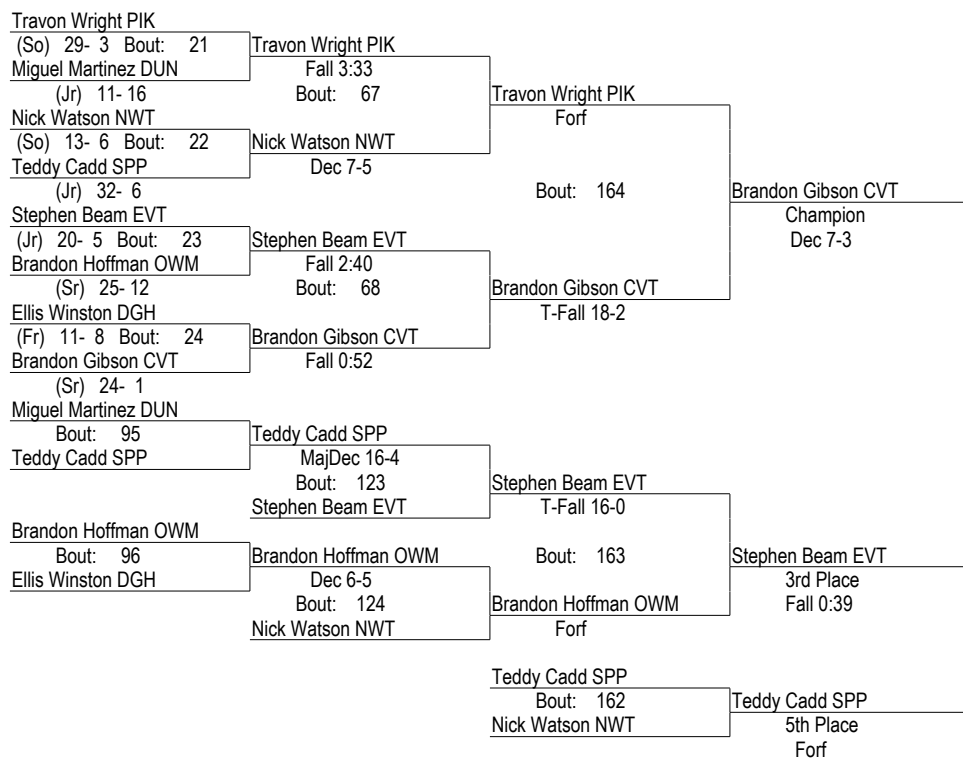 Travon Wright PIK
(So) 29- 3 Bout: 21 Travon Wright PIK
Miguel Martinez DUN Fall 3:33
(Jr) 11- 16 Bout: 67 Travon Wright PIK
Nick Watson NWT Forf
(So) 13- 6 Bout: 22 Nick Watson NWT
Teddy Cadd SPP Dec 7-5
(Jr) 32- 6 Bout: 164 Brandon Gibson CVT
Stephen Beam EVT Champion
(Jr) 20- 5 Bout: 23 Stephen Beam EVT Dec 7-3
Brandon Hoffman OWM Fall 2:40
(Sr) 25- 12 Bout: 68 Brandon Gibson CVT
Ellis Winston DGH T-Fall 18-2
(Fr) 11- 8 Bout: 24 Brandon Gibson CVT
Brandon Gibson CVT Fall 0:52
(Sr) 24- 1
Miguel Martinez DUN
Bout: 95 Teddy Cadd SPP
Teddy Cadd SPP MajDec 16-4
Bout: 123 Stephen Beam EVT
Stephen Beam EVT T-Fall 16-0
Brandon Hoffman OWM
Bout: 96 Brandon Hoffman OWM Bout: 163 Stephen Beam EVT
Ellis Winston DGH Dec 6-5 3rd Place
Bout: 124 Brandon Hoffman OWM Fall 0:39
Nick Watson NWT Forf
Teddy Cadd SPP
Bout: 162 Teddy Cadd SPP
Nick Watson NWT 5th Place
Forf